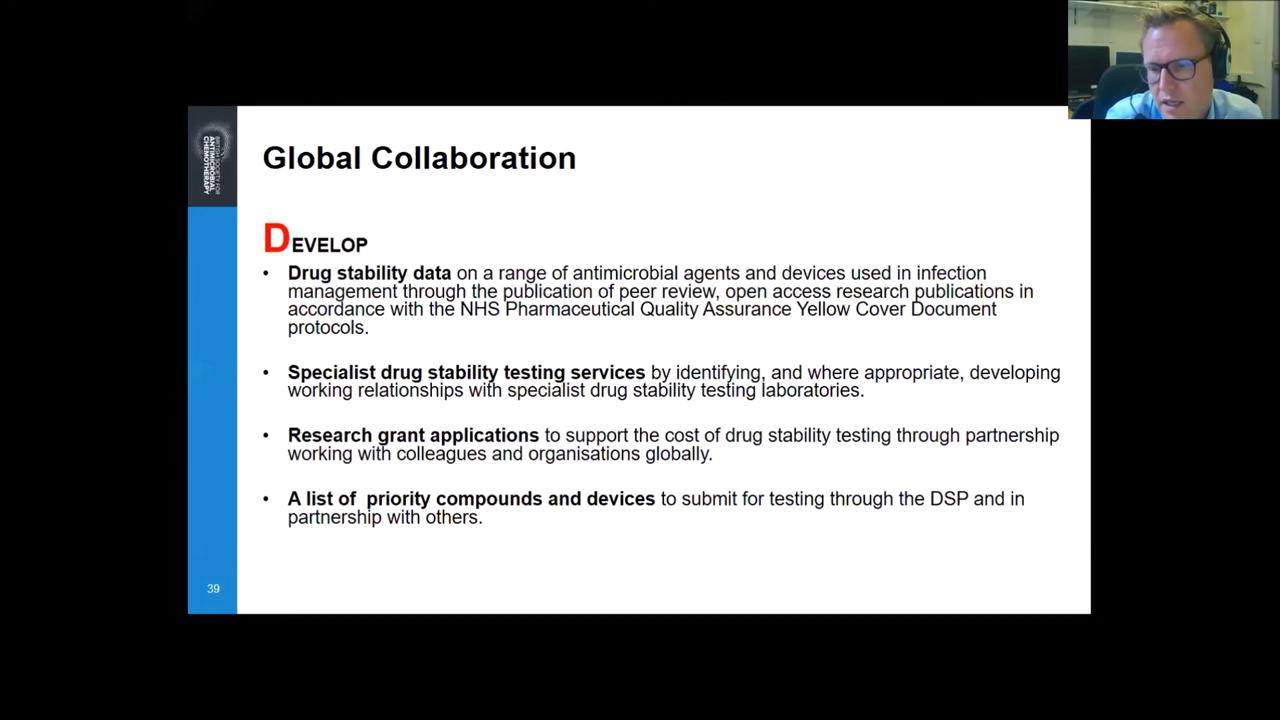 BRITISH SOCIETY FOR
ANTIMICROBIAL
CHEMOTHERAPY
Global Collaboration
DEVELOP
• Drug stability data on a range of antimicrobial agents and devices used in infection
management through the publication of peer review, open access research publications in
accordance with the NHS Pharmaceutical Quality Assurance Yellow Cover Document
protocols.
• Specialist drug stability testing services by identifying, and where appropriate, developing
working relationships with specialist drug stability testing laboratories.
• Research grant applications to support the cost of drug stability testing through partnership
working with colleagues and organisations globally.
• A list of  priority compounds and devices to submit for testing through the DSP and in
partnership with others.
39